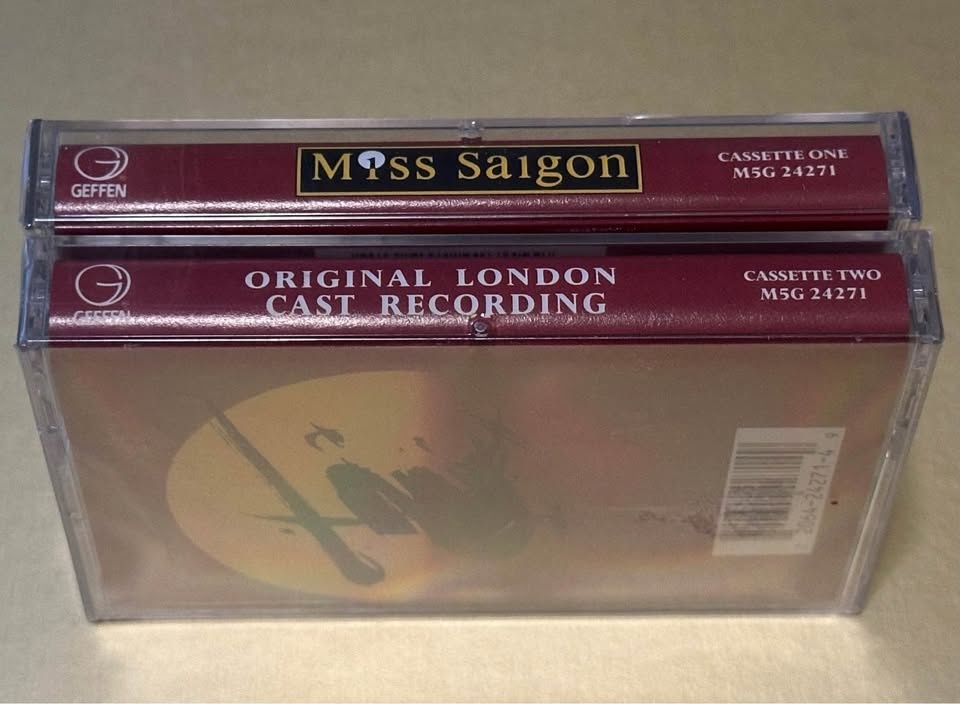 GEFFEN
Miss Saigon
CASSETTE ONE
M5G 24271
GEFFEN
ORIGINAL LONDON
CAST RECORDING
CASSETTE TWO
M5G 24271